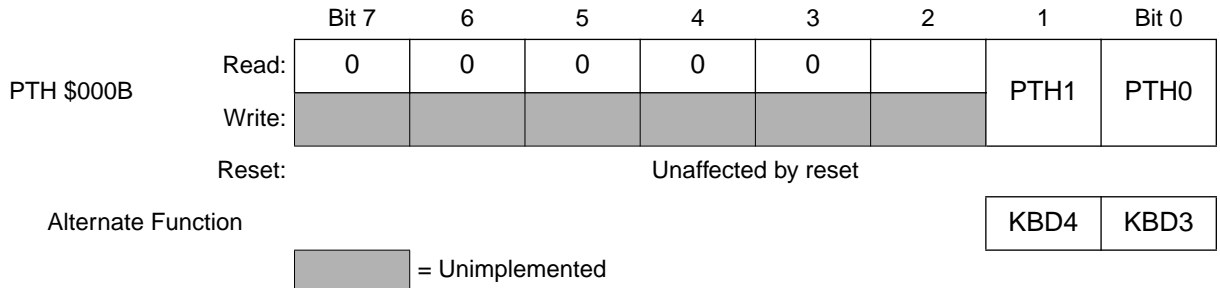 Bit 7 6 5 4 3 2 1 Bit 0
Read: 0 0 0 0 0
PTH $000B PTH1 PTH0
Write:
Reset: Unaffected by reset
Alternate Function KBD4 KBD3
= Unimplemented